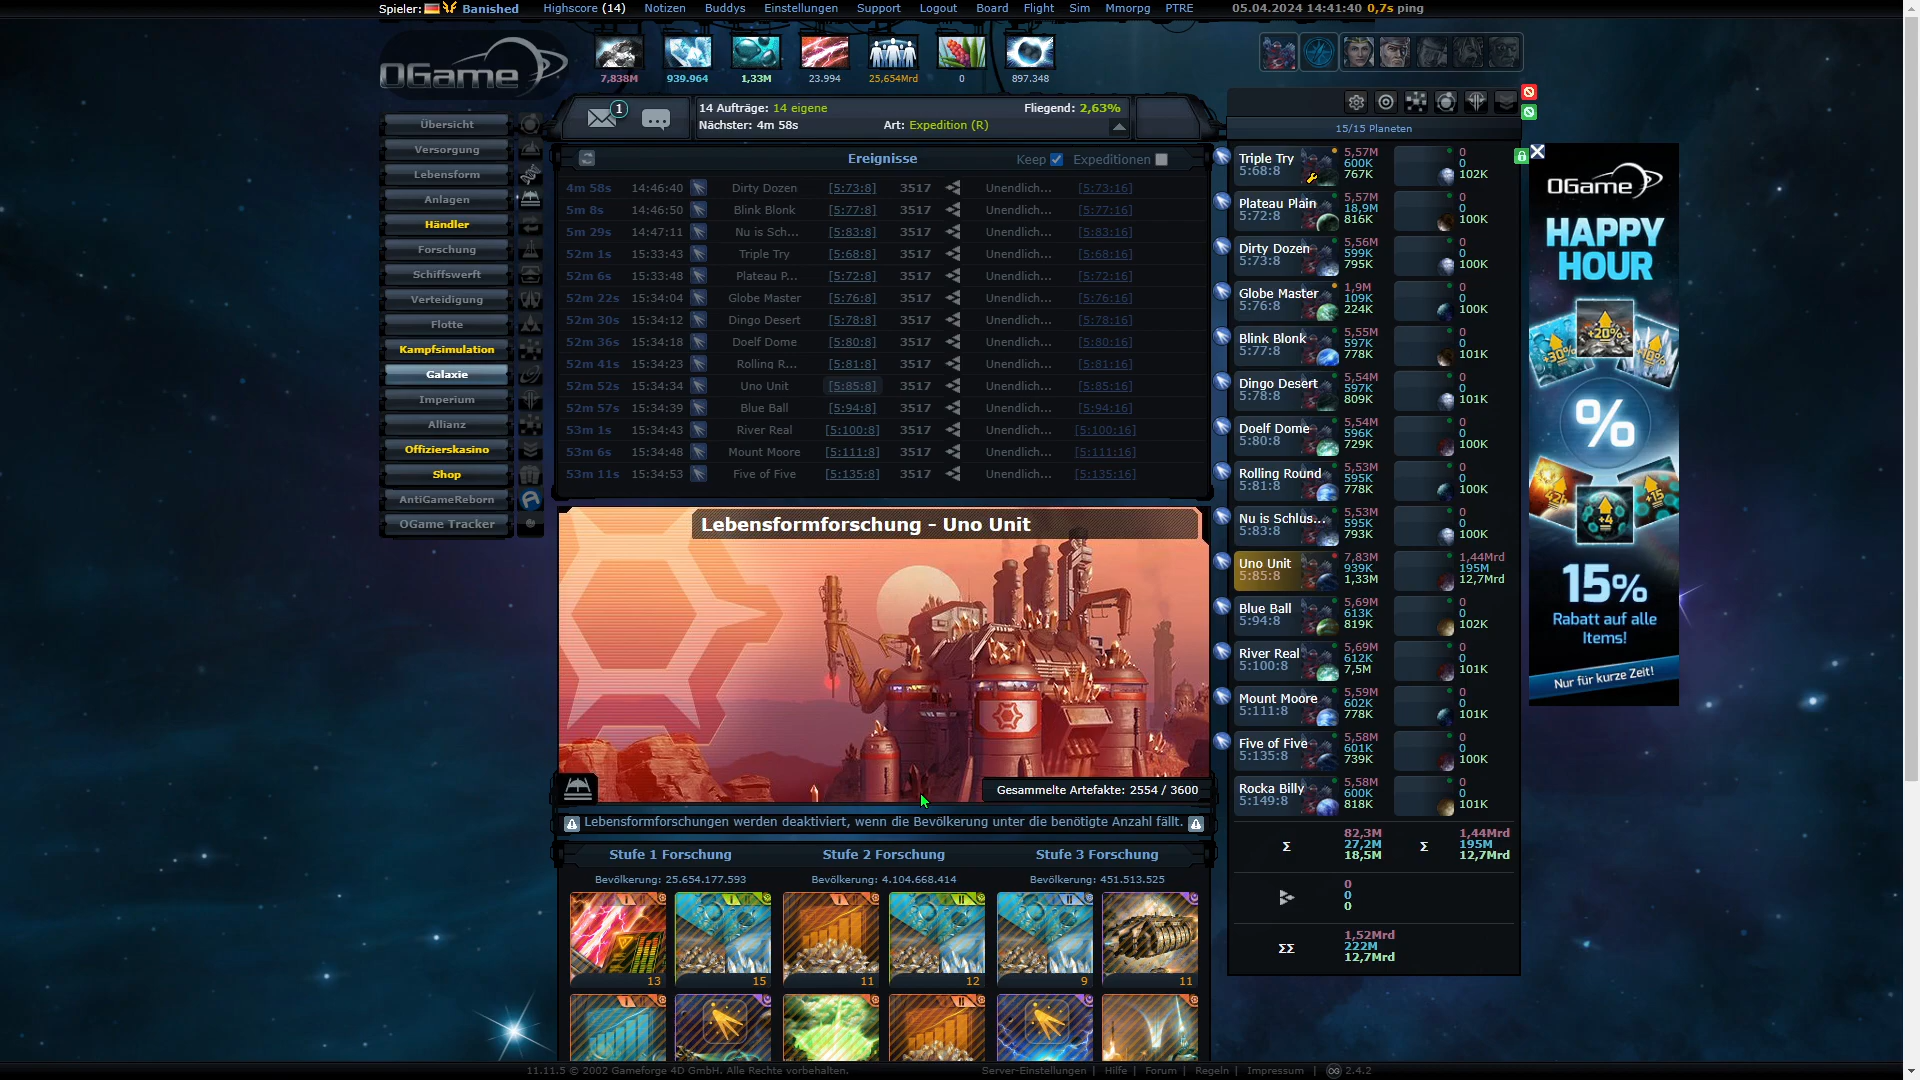 Spieler: Banished Highscore (14) Notizen Buddys Einstellungen Support Logout Board Flight Sim Mmorpg PTRE 05.04.2024 14:41:40 0,7s ping
OGame
7,838M 939.964 1,33M 23.994 25,654Mrd 0 897.348
1
14 Aufträge: 14 eigene Fliegend: 2,63%
Nächster: 4m 58s Art: Expedition (R)
Übersicht
Versorgung
Lebensform
Anlagen
Händler
Forschung
Schiffswerft
Verteidigung
Flotte
Kampfsimulation
Galaxie
Imperium
Allianz
Offizierskasino
Shop
AntiGameReborn
OGame Tracker
Ereignisse Keep Expeditionen
4m 58s 14:46:40 Dirty Dozen [5:73:8] 3517 Unendlich... [5:73:16]
5m 8s 14:46:50 Blink Blonk [5:77:8] 3517 Unendlich... [5:77:16]
5m 29s 14:47:11 Nu is Sch... [5:83:8] 3517 Unendlich... [5:83:16]
52m 1s 15:33:43 Triple Try [5:68:8] 3517 Unendlich... [5:68:16]
52m 6s 15:33:48 Plateau P... [5:72:8] 3517 Unendlich... [5:72:16]
52m 22s 15:34:04 Globe Master [5:76:8] 3517 Unendlich... [5:76:16]
52m 30s 15:34:12 Dingo Desert [5:78:8] 3517 Unendlich... [5:78:16]
52m 36s 15:34:18 Doelf Dome [5:80:8] 3517 Unendlich... [5:80:16]
52m 41s 15:34:23 Rolling R... [5:81:8] 3517 Unendlich... [5:81:16]
52m 52s 15:34:34 Uno Unit [5:85:8] 3517 Unendlich... [5:85:16]
52m 57s 15:34:39 Blue Ball [5:94:8] 3517 Unendlich... [5:94:16]
53m 1s 15:34:43 River Real [5:100:8] 3517 Unendlich... [5:100:16]
53m 6s 15:34:48 Mount Moore [5:111:8] 3517 Unendlich... [5:111:16]
53m 11s 15:34:53 Five of Five [5:135:8] 3517 Unendlich... [5:135:16]
Lebensformforschung - Uno Unit
Gesammelte Artefakte: 2554 / 3600
Lebensformforschungen werden deaktiviert, wenn die Bevölkerung unter die benötigte Anzahl fällt.
Stufe 1 Forschung Stufe 2 Forschung Stufe 3 Forschung
Bevölkerung: 25.654.177.593 Bevölkerung: 4.104.668.414 Bevölkerung: 451.513.525
13 15 11 12 9 11
15/15 Planeten
Triple Try 5,57M 0
5:68:8 600K 0
767K 102K
Plateau Plain 5,57M 0
5:72:8 18,9M 0
816K 100K
Dirty Dozen 5,56M 0
5:73:8 599K 0
795K 100K
Globe Master 1,9M 0
5:76:8 109K 0
224K 100K
Blink Blonk 5,55M 0
5:77:8 597K 0
778K 101K
Dingo Desert 5,54M 0
5:78:8 597K 0
809K 101K
Doelf Dome 5,54M 0
5:80:8 596K 0
729K 100K
Rolling Round 5,53M 0
5:81:8 595K 0
778K 100K
Nu is Schlus... 5,53M 0
5:83:8 595K 0
793K 100K
Uno Unit 7,83M 1,44Mrd
5:85:8 939K 195M
1,33M 12,7Mrd
Blue Ball 5,69M 0
5:94:8 613K 0
819K 102K
River Real 5,69M 0
5:100:8 612K 0
7,5M 101K
Mount Moore 5,59M 0
5:111:8 602K 0
778K 101K
Five of Five 5,58M 0
5:135:8 601K 0
739K 100K
Rocka Billy 5,58M 0
5:149:8 600K 0
818K 101K
82,3M 1,44Mrd
Σ 27,2M Σ 195M
18,5M 12,7Mrd
0
0
0
1,52Mrd
ΣΣ 222M
12,7Mrd
OGame
HAPPY
HOUR
+30% +20% +10%
%
+4 +15
15%
Rabatt auf alle
Items!
Nur für kurze Zeit!
11.11.5 © 2002 Gameforge 4D GmbH. Alle Rechte vorbehalten. Server-Einstellungen | Hilfe | Forum | Regeln | Impressum | 2.4.2